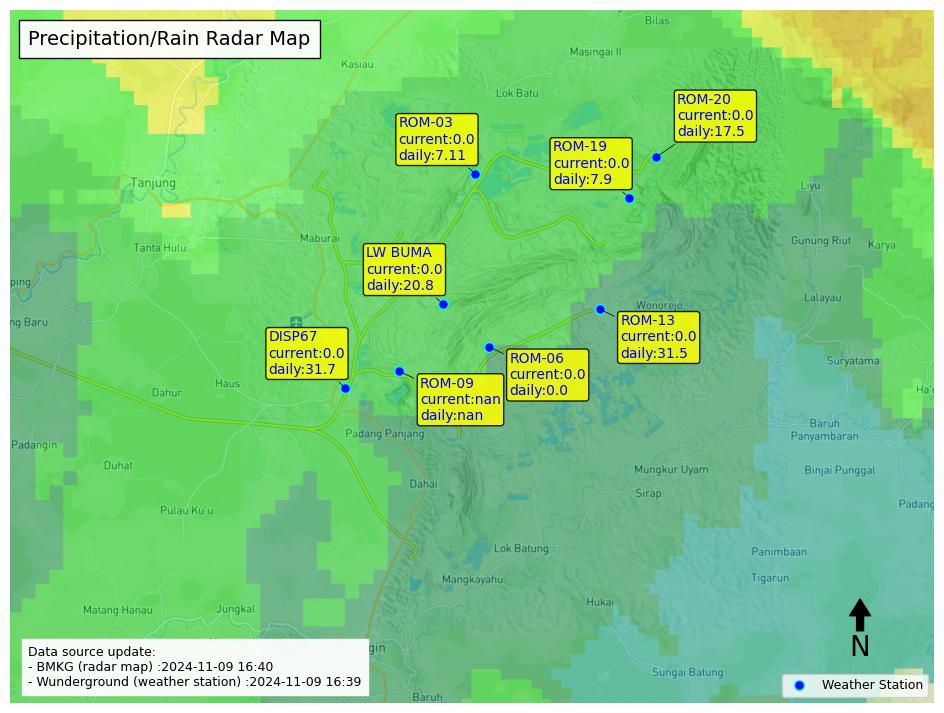 Precipitation/Rain Radar Map
Bilas
Masingai II
Kasiau
Lok Batu
ROM-20
current:0.0
daily:17.5
ROM-03
current:0.0
daily:7.11
ROM-19
current:0.0
daily:7.9
Tanjung
Liyu
Maburai
Tanta Hulu
Gunung Riut
Karya
LW BUMA
current:0.0
daily:20.8
ping
Lalayau
Wonorejo
ng Baru
ROM-13
current:0.0
daily:31.5
DISP67
current:0.0
daily:31.7
ROM-06
current:0.0
daily:0.0
Suryatama
Haus
Dahur
Ha'u
ROM-09
current:nan
daily:nan
Baruh
Panyambaran
Padang Panjang
Padangin
Duhat
Mungkur Uyam
Binjai Punggal
Dahai
Sirap
Padang
Pulau Ku'u
Lok Batung
Panimbaan
Mangkayahu
Tigarun
Hukai
Matang Hanau
Jungkal
N
gin
Data source update:
- BMKG (radar map) :2024-11-09 16:40
- Wunderground (weather station) :2024-11-09 16:39
Sungai Batung
Weather Station
Baruh